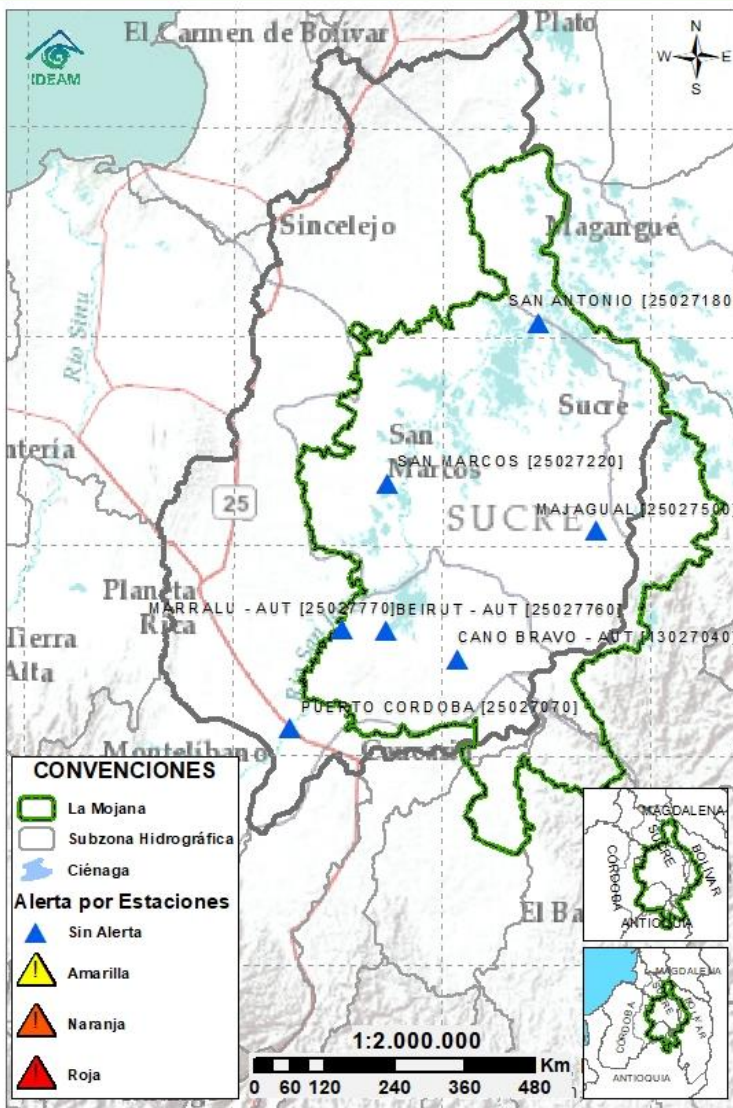 El Carmen de Bolívar
Plato
N
W E
S
IDEAM
Sincelejo
Magangué
SAN ANTONIO [25027180
Río Sinú
Sucre
San
Marcos
ntería
SAN MARCOS [25027220]
25
MAJAGUAL [25027500]
SUCRE
Planeta
Rica
MARRALU - AUT [25027770]
BEIRUT - AUT [25027760]
Tierra
Alta
CANO BRAVO - AUT [13027040]
PUERTO CORDOBA [25027070]
Montelíbano
El Ba
CONVENCIONES
La Mojana
Subzona Hidrográfica
Ciénaga
Alerta por Estaciones
Sin Alerta
Amarilla
Naranja
Roja
1:2.000.000
0 60 120 240 360 480 Km
MAGDALENA
SUCRE
CORDOBA
BOLÍVAR
ANTIOQUIA
MAGDALENA
CORDOBA
ANTIOQUIA